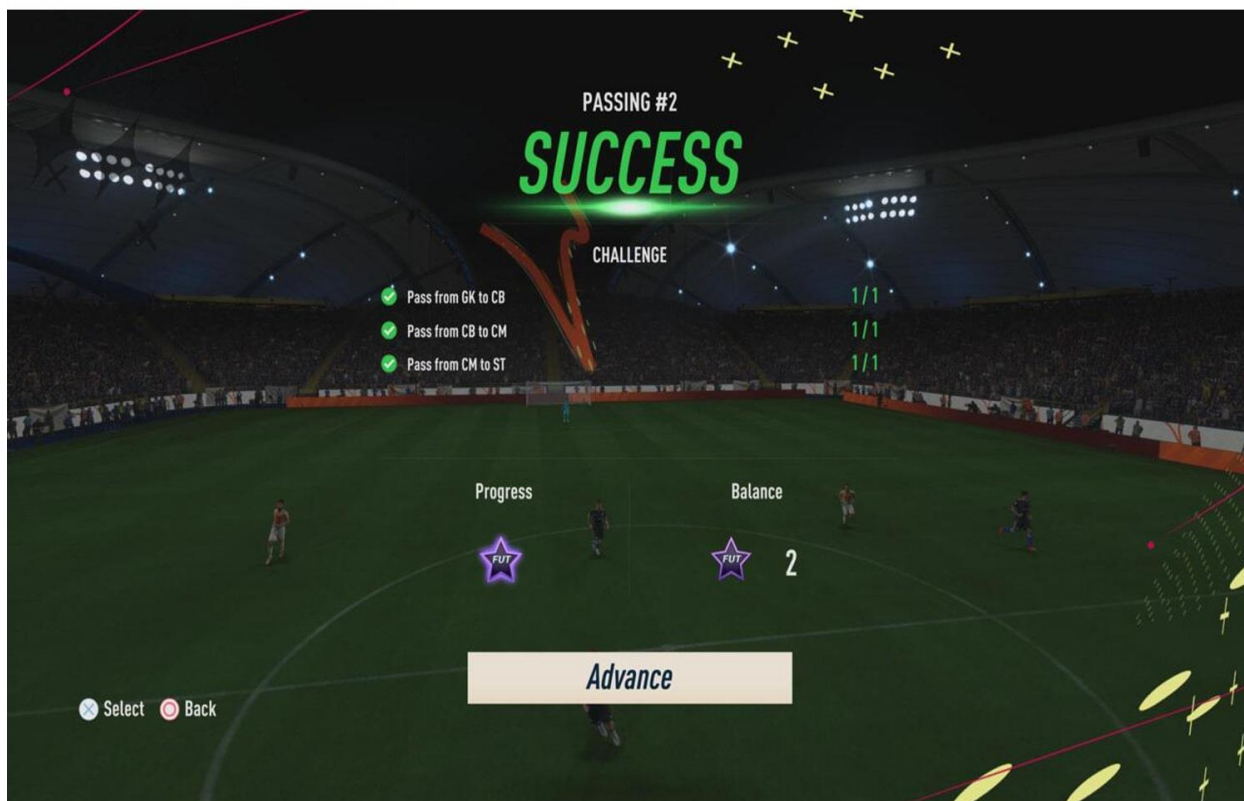 PASSING #2
SUCCESS
CHALLENGE
Pass from GK to CB 1/1
Pass from CB to CM 1/1
Pass from CM to ST 1/1
Progress Balance
FUT FUT 2
Advance
Select Back